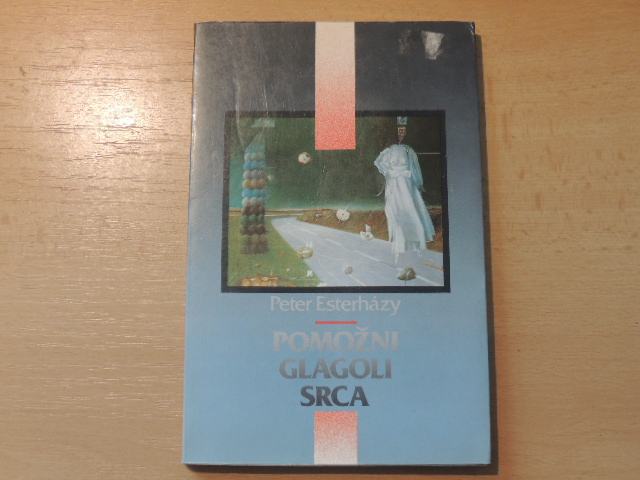 Peter Esterházy
POMOŽNI
GLAGOLI
SRCA